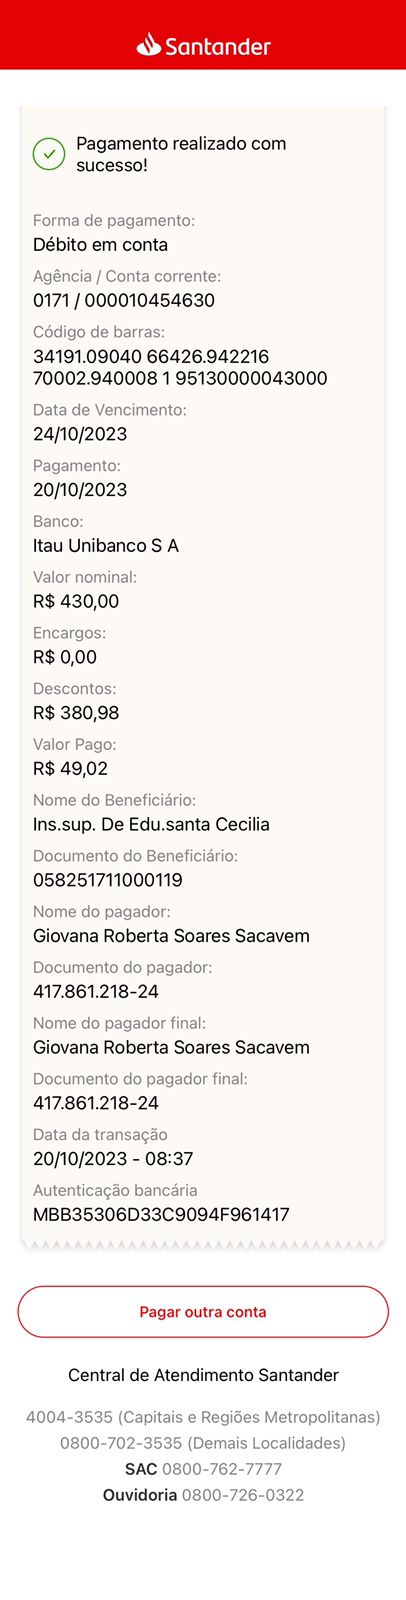 Santander
Pagamento realizado com
sucesso!
Forma de pagamento:
Débito em conta
Agência / Conta corrente:
0171 / 000010454630
Código de barras:
34191.09040 66426.942216
70002.940008 1 95130000043000
Data de Vencimento:
24/10/2023
Pagamento:
20/10/2023
Banco:
Itau Unibanco S A
Valor nominal:
R$ 430,00
Encargos:
R$ 0,00
Descontos:
R$ 380,98
Valor Pago:
R$ 49,02
Nome do Beneficiário:
Ins.sup. De Edu.santa Cecilia
Documento do Beneficiário:
058251711000119
Nome do pagador:
Giovana Roberta Soares Sacavem
Documento do pagador:
417.861.218-24
Nome do pagador final:
Giovana Roberta Soares Sacavem
Documento do pagador final:
417.861.218-24
Data da transação
20/10/2023 - 08:37
Autenticação bancária
MBB35306D33C9094F961417
Pagar outra conta
Central de Atendimento Santander
4004-3535 (Capitais e Regiões Metropolitanas)
0800-702-3535 (Demais Localidades)
SAC 0800-762-7777
Ouvidoria 0800-726-0322